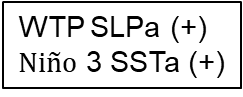 WTP SLPa (+)
Niño 3 SSTa (+)